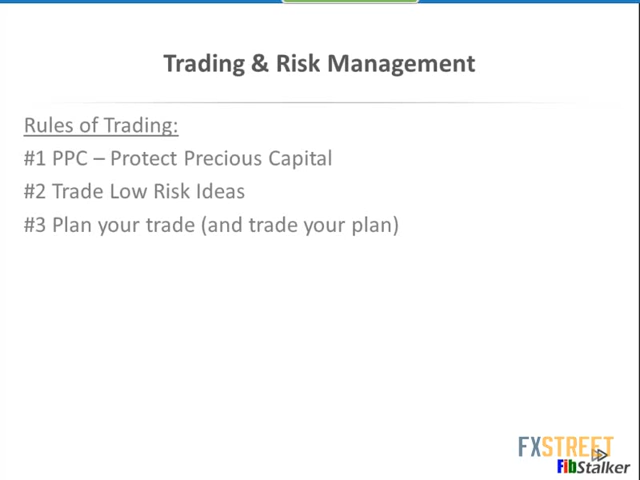 Trading & Risk Management
Rules of Trading:
#1 PPC – Protect Precious Capital
#2 Trade Low Risk Ideas
#3 Plan your trade (and trade your plan)
FXSTREET
FibStalker